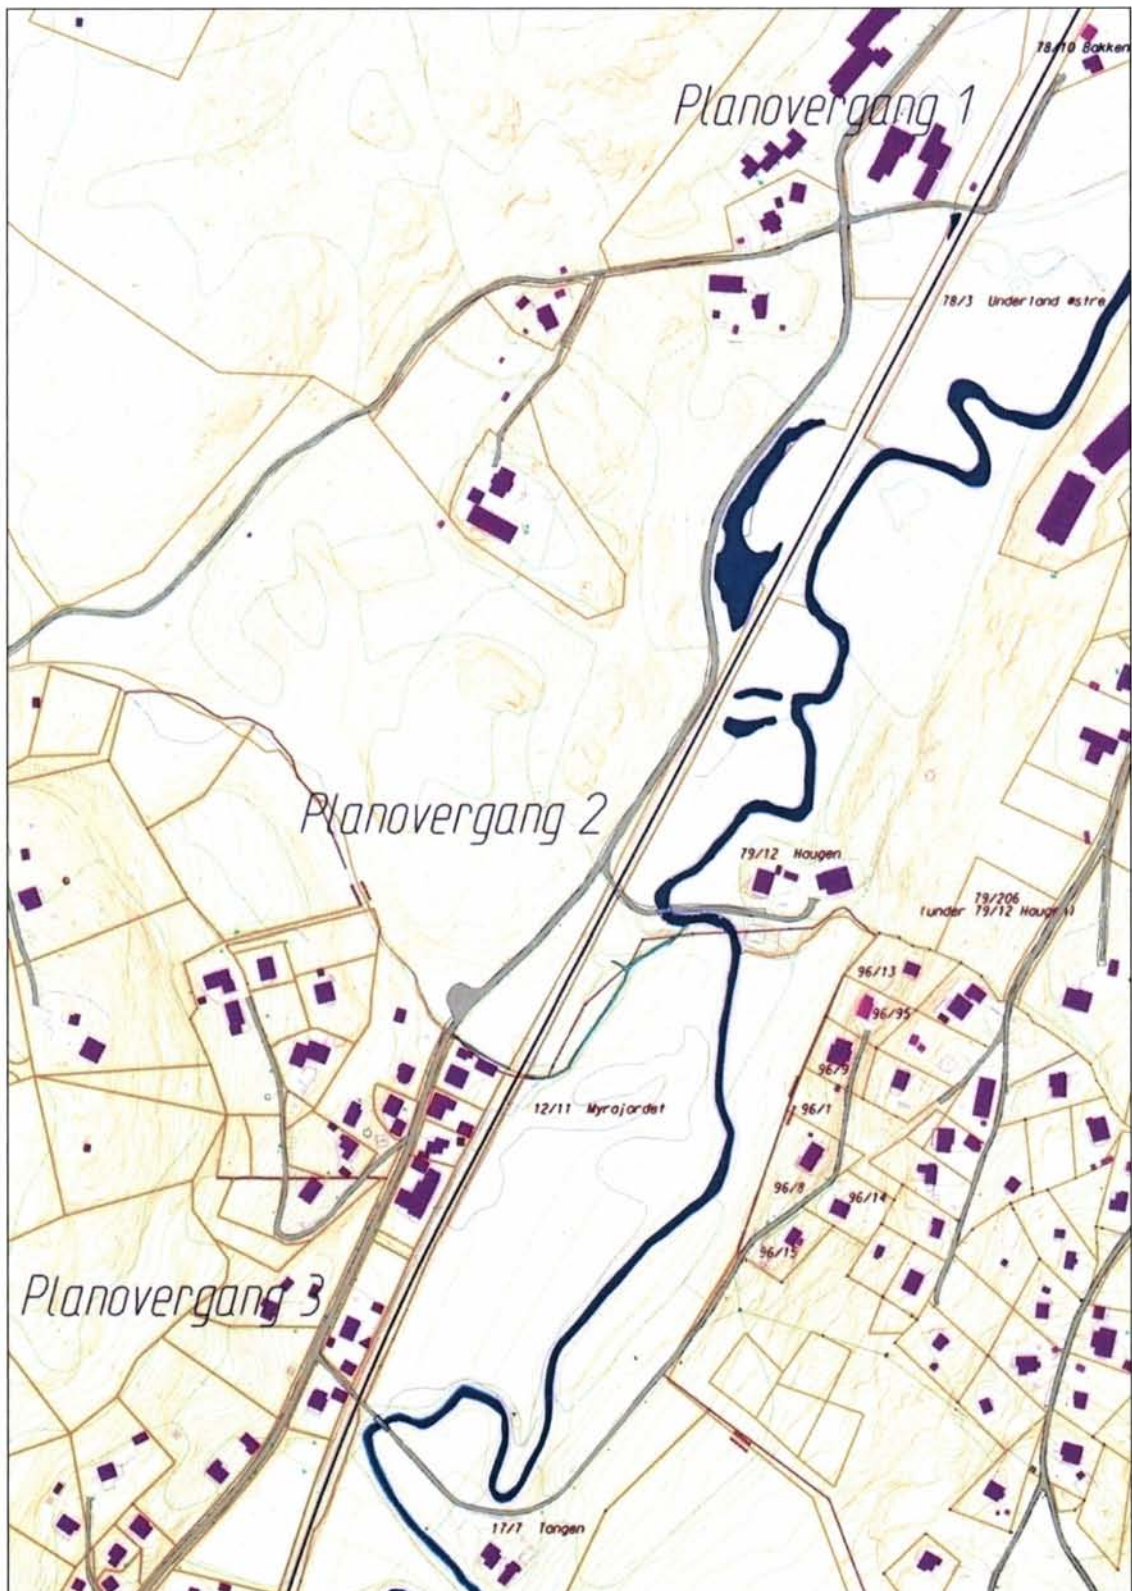 78/10 Bakken
Planovergang 1
78/3 Underland østre
Planovergang 2
79/12 Haugen
79/206
(under 79/12 Haugen)
96/13
96/95
96/9
12/11 Myrajordet
96/1
96/8
96/14
96/15
Planovergang 3
17/7 Tangen